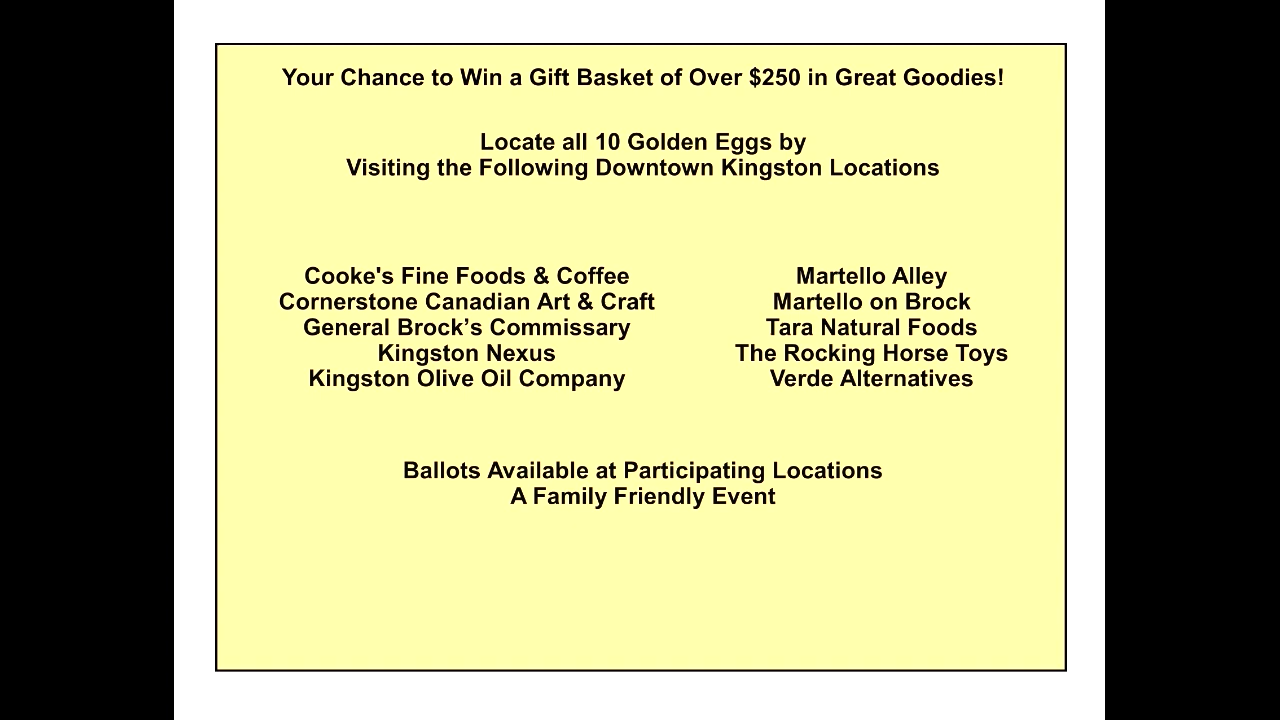 Your Chance to Win a Gift Basket of Over $250 in Great Goodies!
Locate all 10 Golden Eggs by
Visiting the Following Downtown Kingston Locations
Cooke's Fine Foods & Coffee
Cornerstone Canadian Art & Craft
General Brock’s Commissary
Kingston Nexus
Kingston Olive Oil Company
Martello Alley
Martello on Brock
Tara Natural Foods
The Rocking Horse Toys
Verde Alternatives
Ballots Available at Participating Locations
A Family Friendly Event